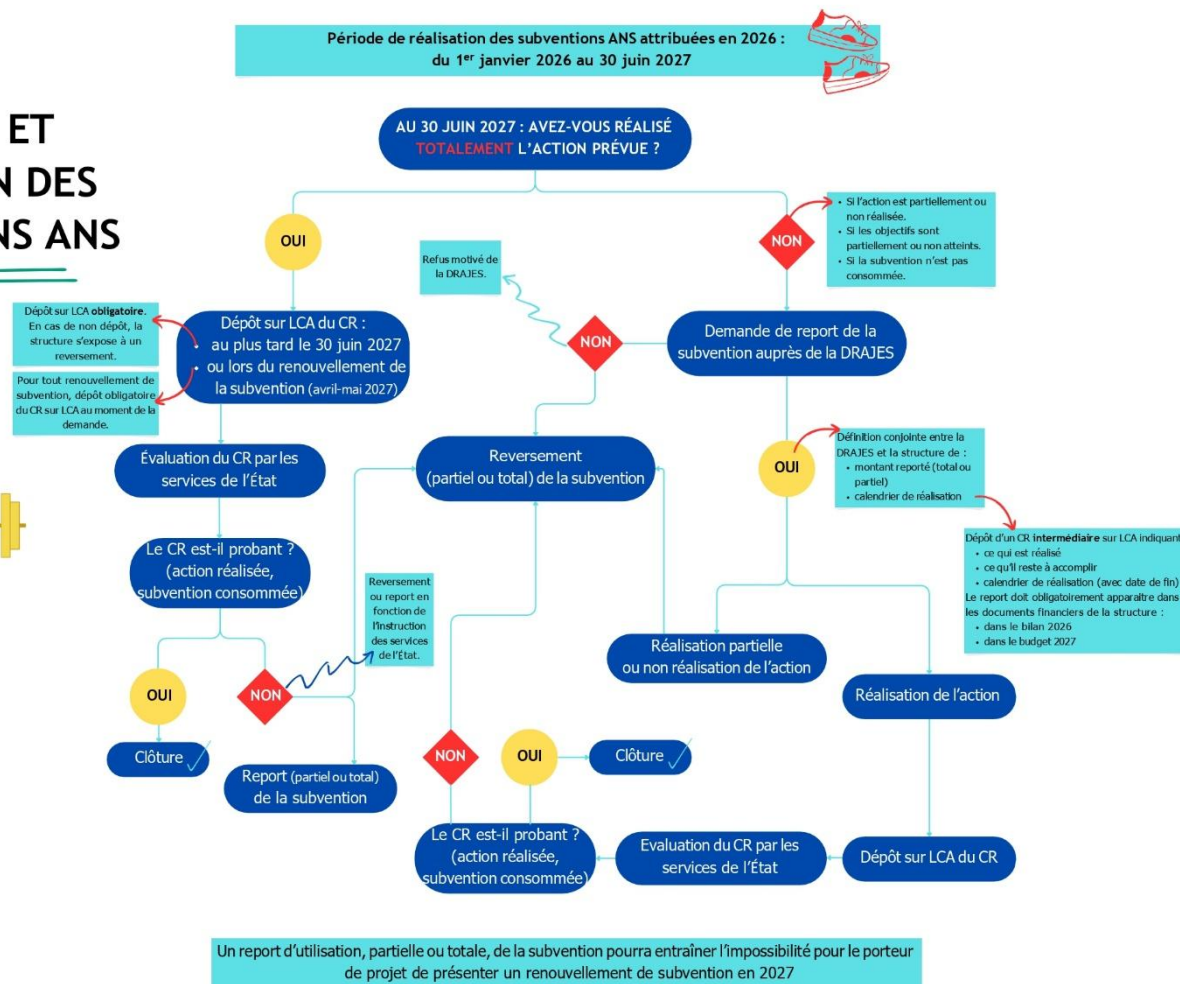 Période de réalisation des subventions ANS attribuées en 2026 :
du 1er janvier 2026 au 30 juin 2027
ET
N DES
NS ANS
AU 30 JUIN 2027 : AVEZ-VOUS RÉALISÉ
TOTALEMENT L'ACTION PRÉVUE ?
OUI
NON
• Si l'action est partiellement ou
non réalisée.
• Si les objectifs sont
partiellement ou non atteints.
• Si la subvention n'est pas
consommée.
Refus motivé de
la DRAJES.
Dépôt sur LCA obligatoire.
En cas de non dépôt, la
structure s'expose à un
reversement.
Pour tout renouvellement de
subvention, dépôt obligatoire
du CR sur LCA au moment de la
demande.
Dépôt sur LCA du CR :
• au plus tard le 30 juin 2027
• ou lors du renouvellement de
la subvention (avril-mai 2027)
NON
Demande de report de la
subvention auprès de la DRAJES
Évaluation du CR par les
services de l'État
Reversement
(partiel ou total) de la subvention
OUI
Définition conjointe entre la
DRAJES et la structure de :
• montant reporté (total ou
partiel)
• calendrier de réalisation
Dépôt d'un CR intermédiaire sur LCA indiquant
• ce qui est réalisé
• ce qu'il reste à accomplir
• calendrier de réalisation (avec date de fin)
Le report doit obligatoirement apparaitre dans
les documents financiers de la structure :
• dans le bilan 2026
• dans le budget 2027
Le CR est-il probant ?
(action réalisée,
subvention consommée)
Reversement
ou report en
fonction de
l'instruction
des services
de l'État.
Réalisation partielle
ou non réalisation de l'action
Réalisation de l'action
OUI
NON
Clôture
Report (partiel ou total)
de la subvention
NON
OUI
Clôture
Le CR est-il probant ?
(action réalisée,
subvention consommée)
Evaluation du CR par les
services de l'État
Dépôt sur LCA du CR
Un report d'utilisation, partielle ou totale, de la subvention pourra entraîner l'impossibilité pour le porteur
de projet de présenter un renouvellement de subvention en 2027